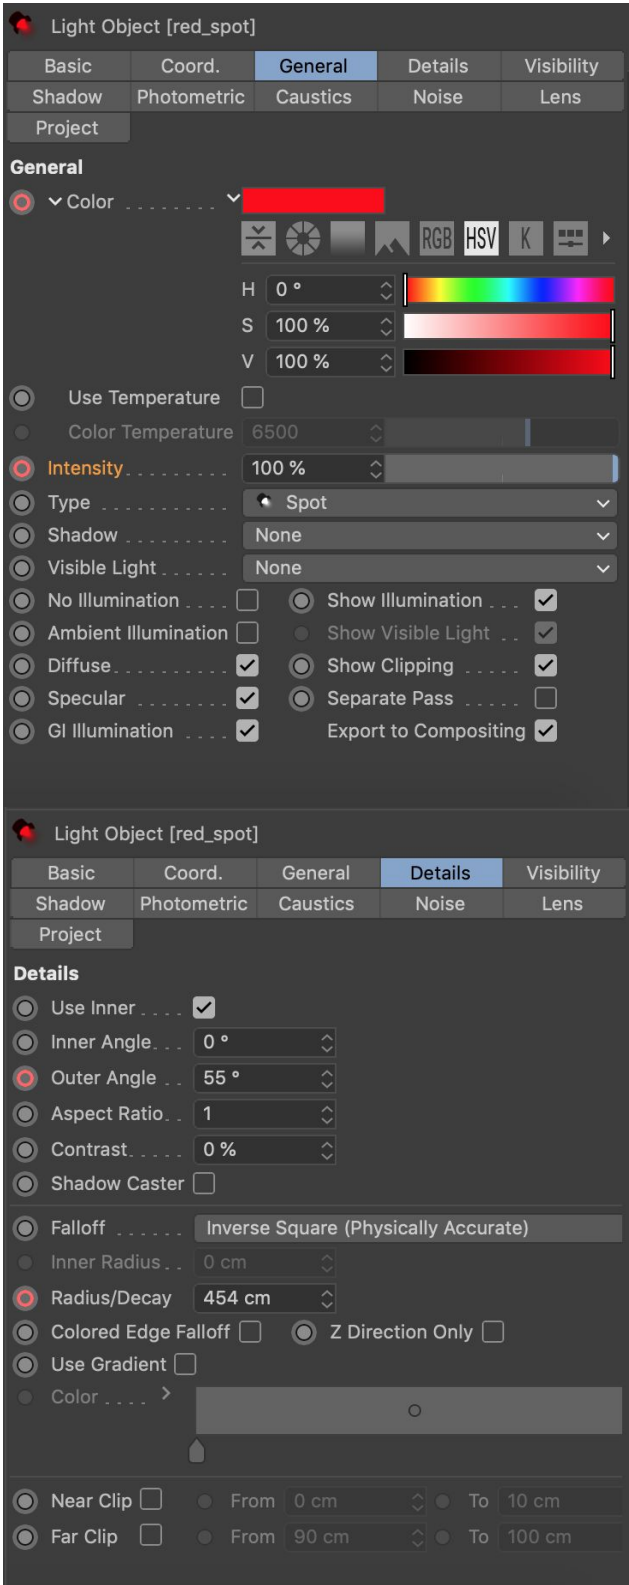 Light Object [red_spot]
Basic Coord. General Details Visibility
Shadow Photometric Caustics Noise Lens
Project
General
Color
RGB HSV K
H 0 °
S 100 %
V 100 %
Use Temperature
Color Temperature 6500
Intensity 100 %
Type Spot
Shadow None
Visible Light None
No Illumination Show Illumination
Ambient Illumination Show Visible Light
Diffuse Show Clipping
Specular Separate Pass
GI Illumination Export to Compositing
Light Object [red_spot]
Basic Coord. General Details Visibility
Shadow Photometric Caustics Noise Lens
Project
Details
Use Inner
Inner Angle 0 °
Outer Angle 55 °
Aspect Ratio 1
Contrast 0 %
Shadow Caster
Falloff Inverse Square (Physically Accurate)
Inner Radius 0 cm
Radius/Decay 454 cm
Colored Edge Falloff Z Direction Only
Use Gradient
Color
Near Clip From 0 cm To 10 cm
Far Clip From 90 cm To 100 cm